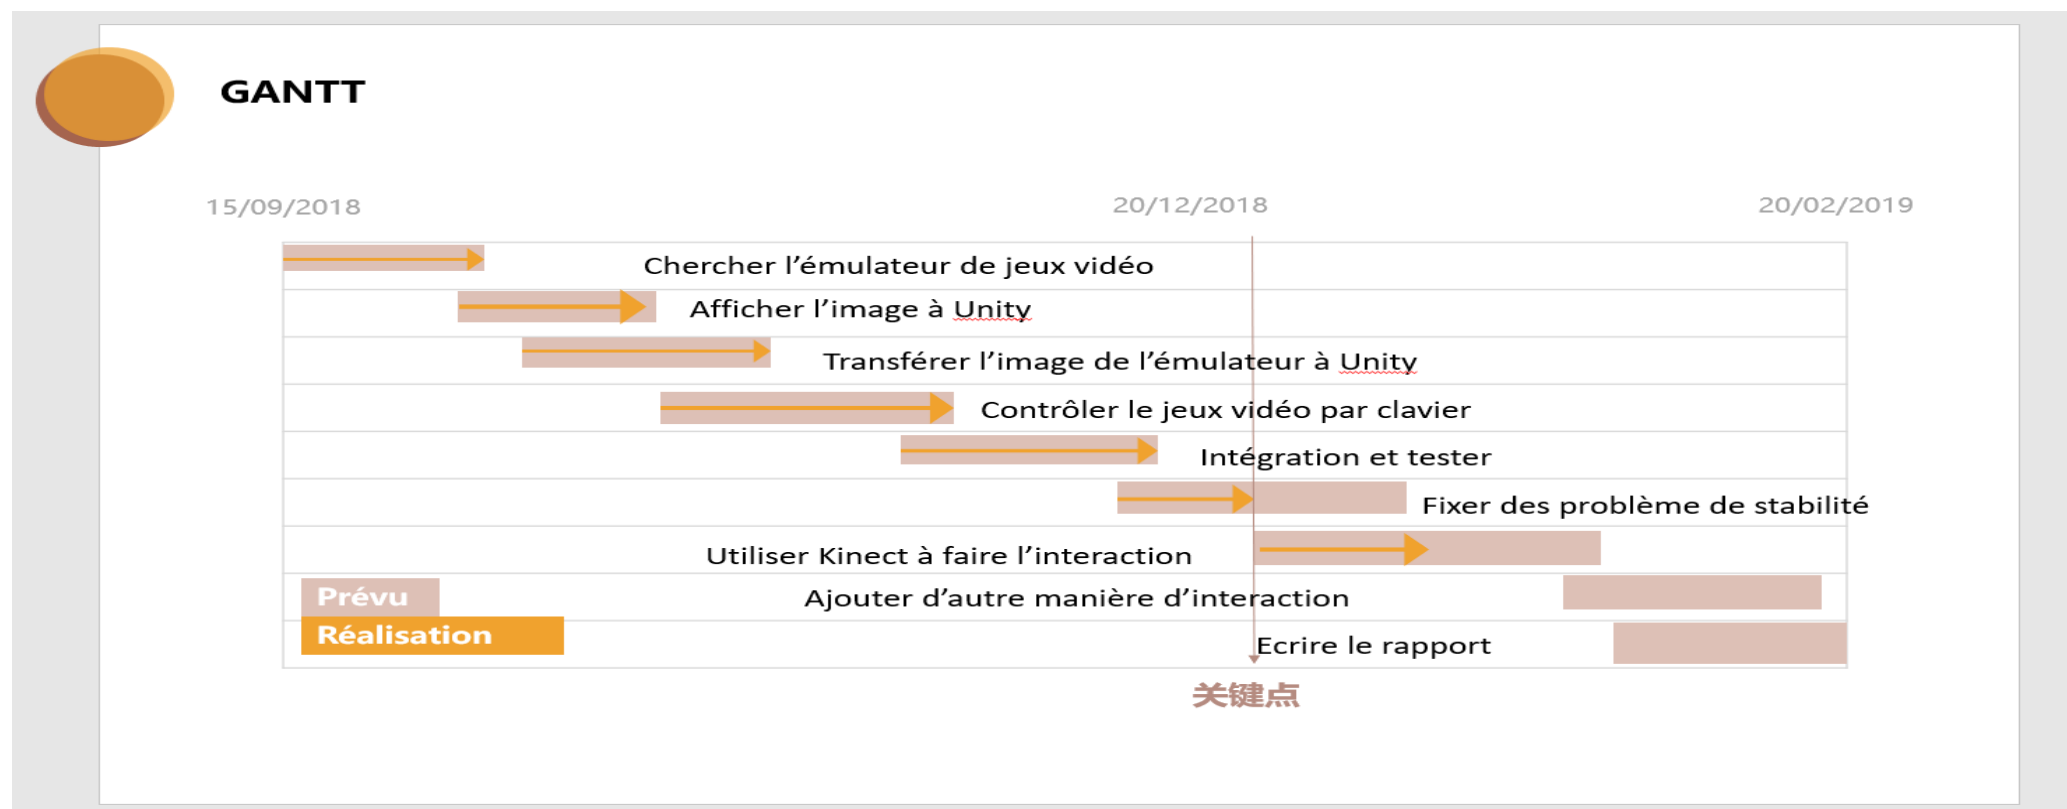 GANTT
15/09/2018
20/12/2018
20/02/2019
Chercher l’émulateur de jeux vidéo
Afficher l’image à Unity
Transférer l’image de l’émulateur à Unity
Contrôler le jeux vidéo par clavier
Intégration et tester
Fixer des problème de stabilité
Utiliser Kinect à faire l’interaction
Prévu
Ajouter d’autre manière d’interaction
Réalisation
Ecrire le rapport
关键点